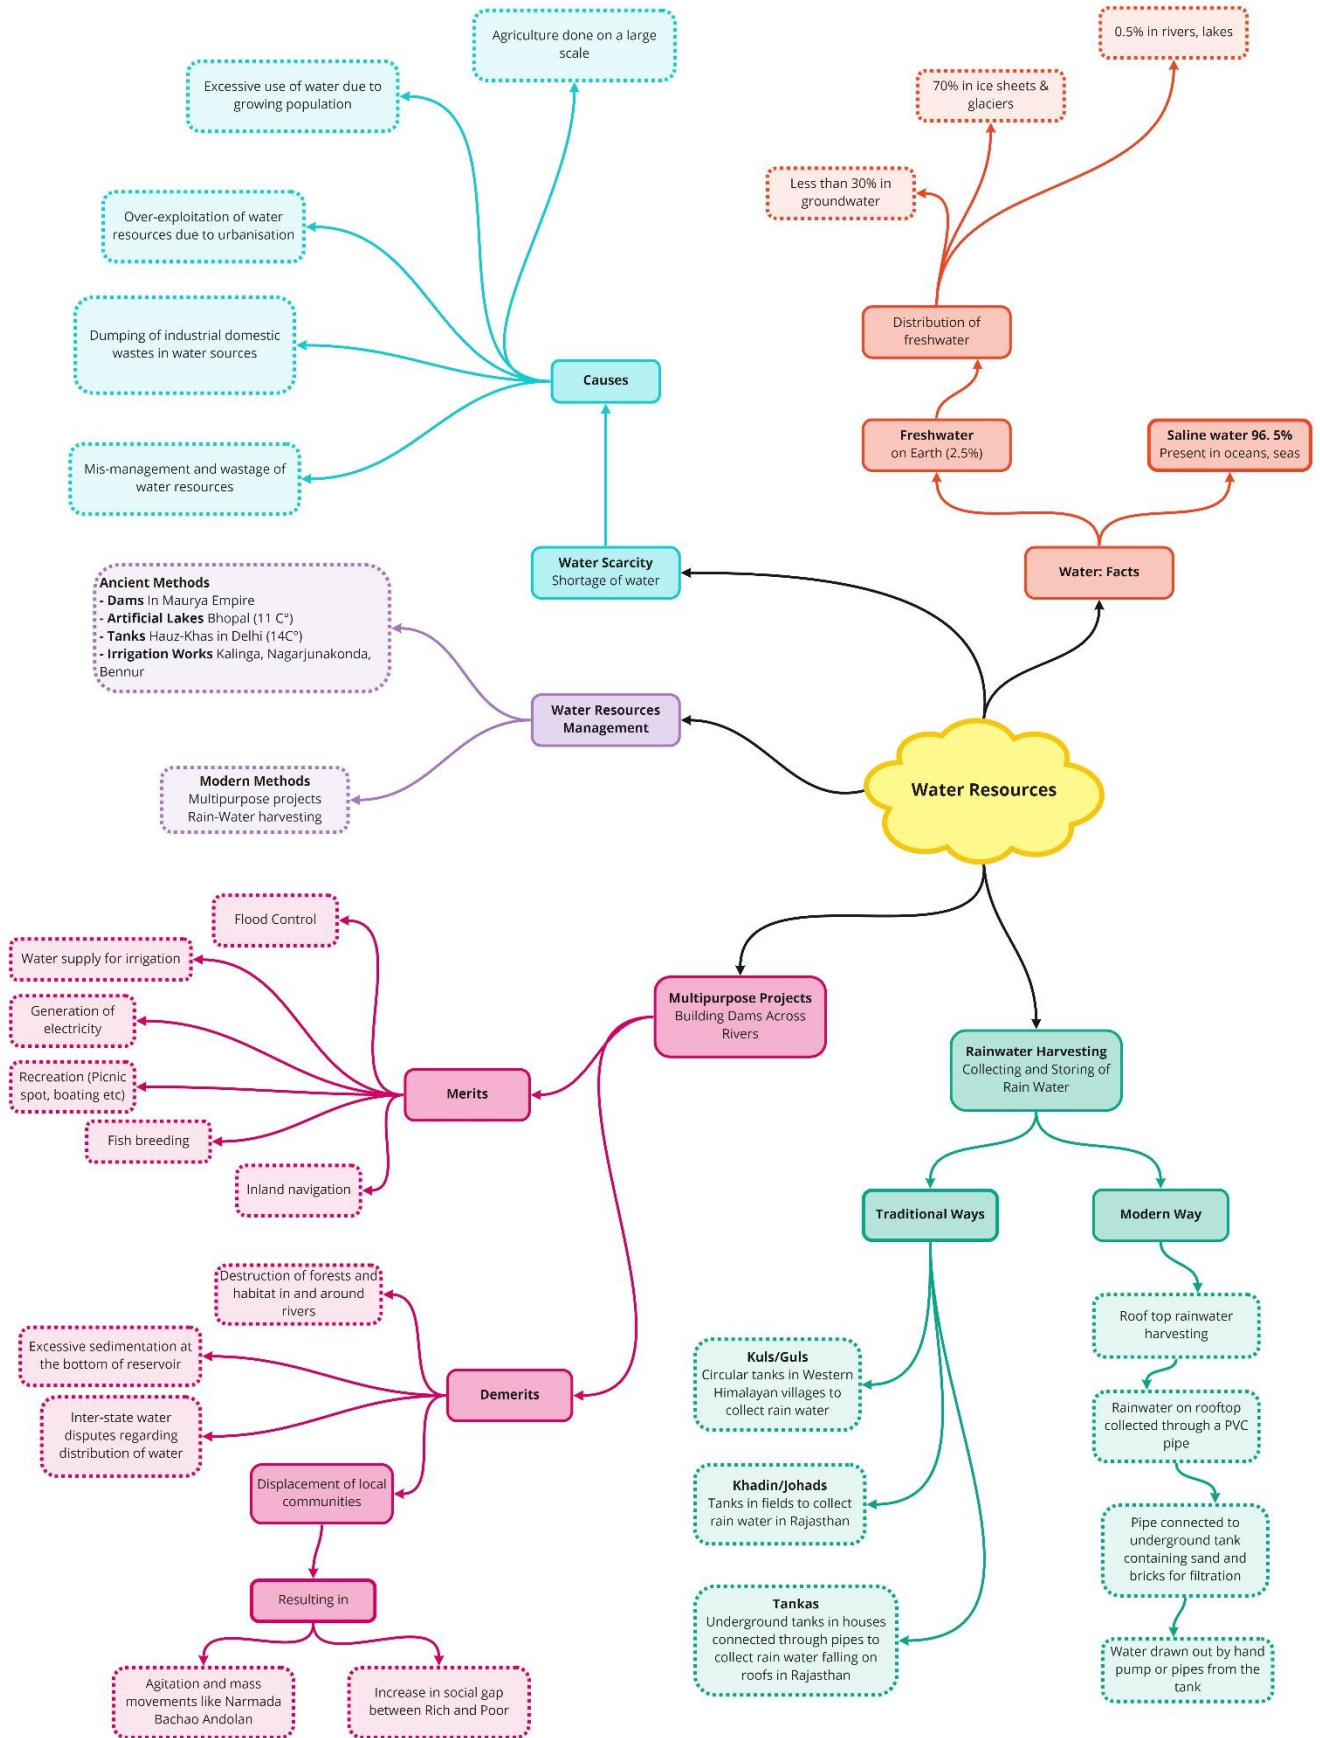 Agriculture done on a large
scale
Excessive use of water due to
growing population
Over-exploitation of water
resources due to urbanisation
Dumping of industrial domestic
wastes in water sources
Mis-management and wastage of
water resources
Causes
Water Scarcity
Shortage of water
0.5% in rivers, lakes
70% in ice sheets &
glaciers
Less than 30% in
groundwater
Distribution of
freshwater
Freshwater
on Earth (2.5%)
Saline water 96. 5%
Present in oceans, seas
Water: Facts
Ancient Methods
- Dams In Maurya Empire
- Artificial Lakes Bhopal (11 C°)
- Tanks Hauz-Khas in Delhi (14C°)
- Irrigation Works Kalinga, Nagarjunakonda,
Bennur
Water Resources
Management
Modern Methods
Multipurpose projects
Rain-Water harvesting
Water Resources
Multipurpose Projects
Building Dams Across
Rivers
Flood Control
Water supply for irrigation
Generation of
electricity
Recreation (Picnic
spot, boating etc)
Fish breeding
Inland navigation
Merits
Destruction of forests and
habitat in and around
rivers
Excessive sedimentation at
the bottom of reservoir
Inter-state water
disputes regarding
distribution of water
Demerits
Displacement of local
communities
Resulting in
Agitation and mass
movements like Narmada
Bachao Andolan
Increase in social gap
between Rich and Poor
Rainwater Harvesting
Collecting and Storing of
Rain Water
Traditional Ways
Kuls/Guls
Circular tanks in Western
Himalayan villages to
collect rain water
Khadin/Johads
Tanks in fields to collect
rain water in Rajasthan
Tankas
Underground tanks in houses
connected through pipes to
collect rain water falling on
roofs in Rajasthan
Modern Way
Roof top rainwater
harvesting
Rainwater on rooftop
collected through a PVC
pipe
Pipe connected to
underground tank
containing sand and
bricks for filtration
Water drawn out by hand
pump or pipes from the
tank